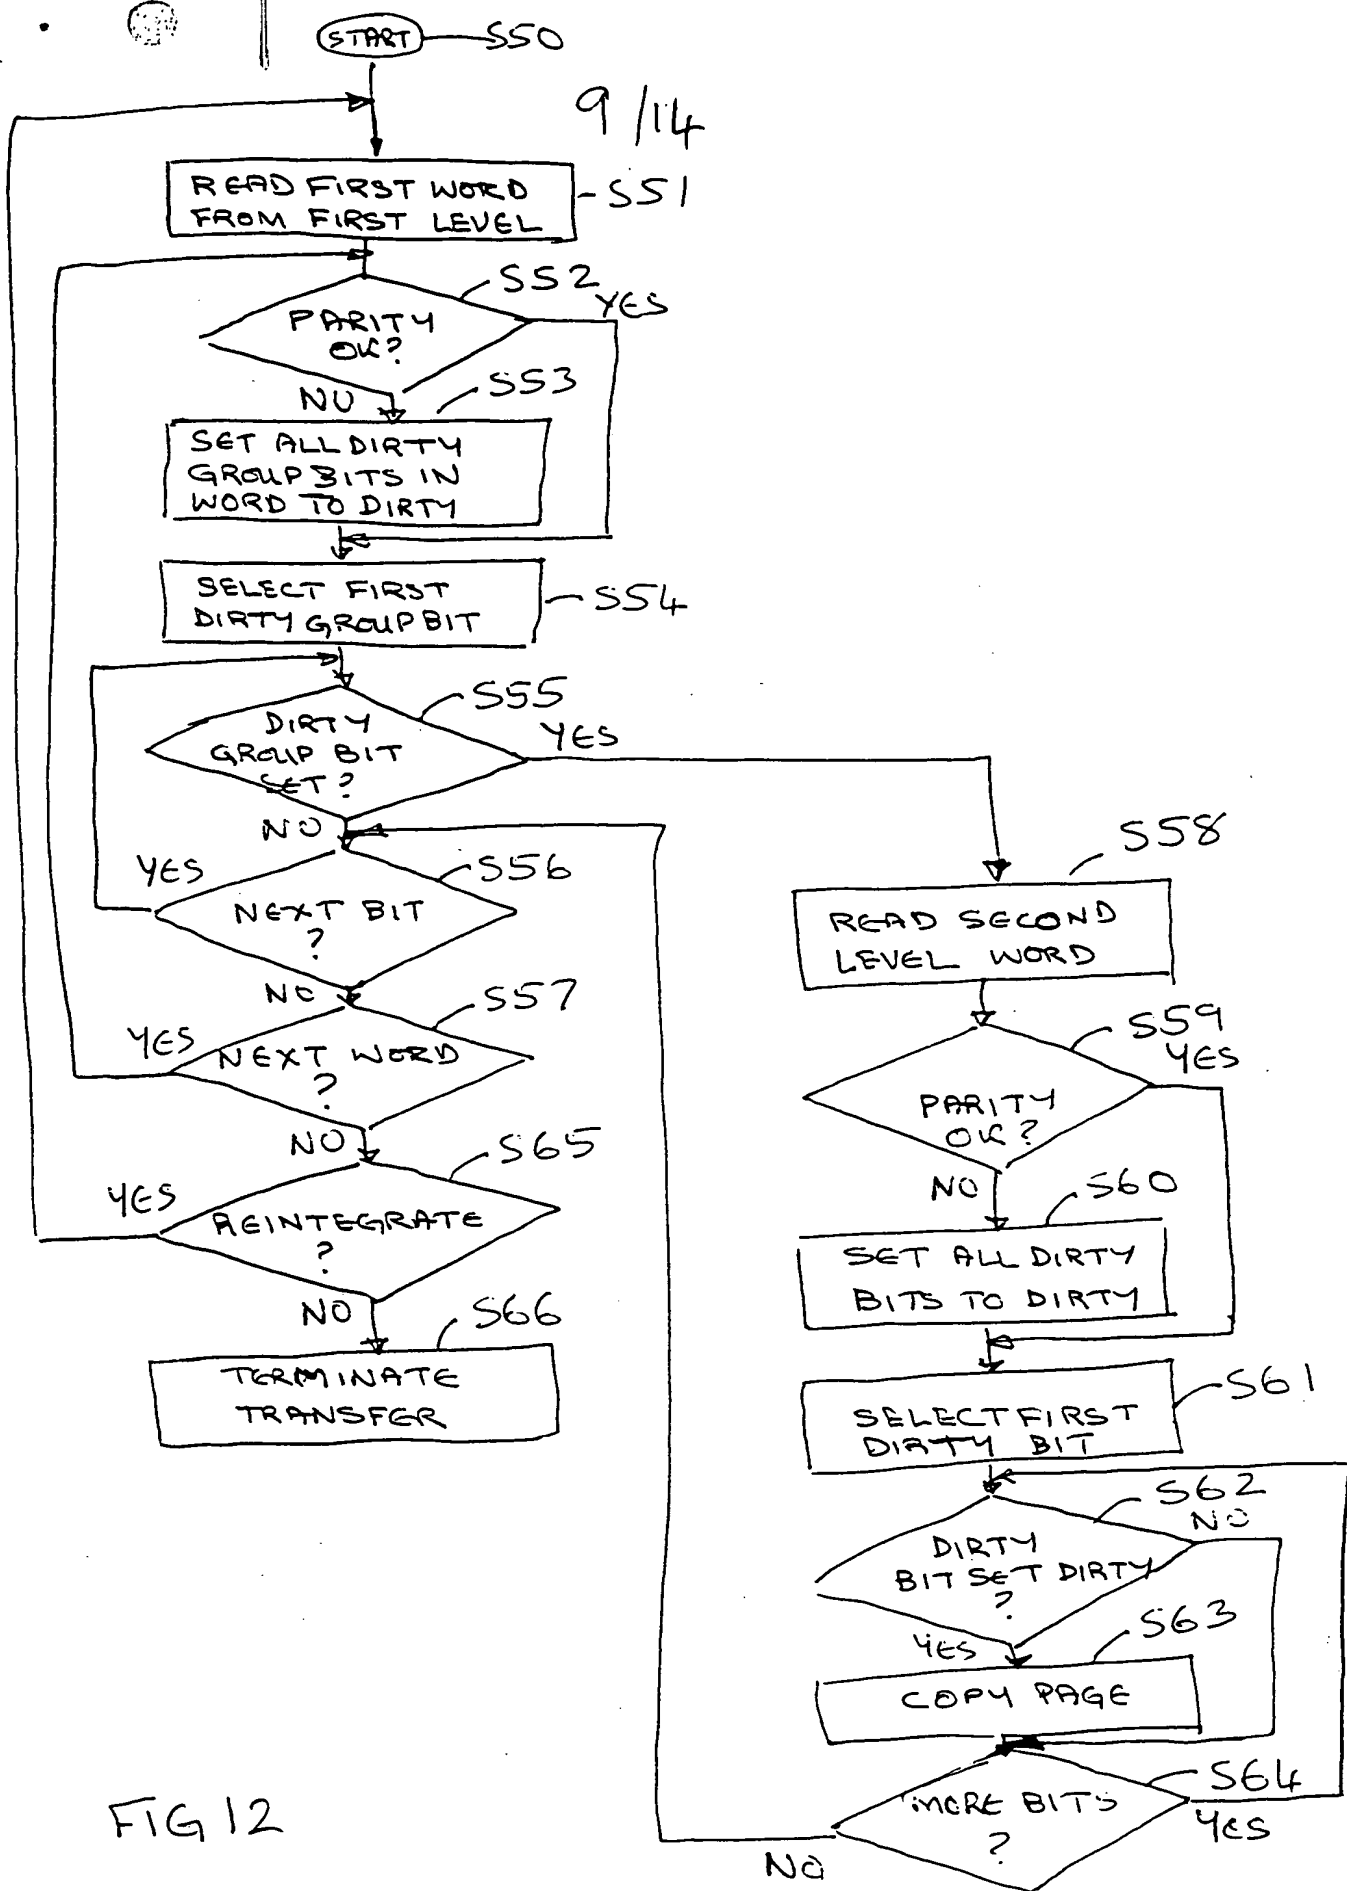 START
S50
9/14
READ FIRST WORD
FROM FIRST LEVEL
S51
S52
YES
PARITY
OK?
NO
S53
SET ALL DIRTY
GROUP BITS IN
WORD TO DIRTY
SELECT FIRST
DIRTY GROUP BIT
S54
S55
DIRTY
GROUP BIT
SET?
YES
NO
YES
S56
NEXT BIT
?
NO
S57
YES
NEXT WORD
?
NO
S65
YES
REINTEGRATE
?
NO
S66
TERMINATE
TRANSFER
S58
READ SECOND
LEVEL WORD
S59
YES
PARITY
OK?
NO
S60
SET ALL DIRTY
BITS TO DIRTY
S61
SELECT FIRST
DIRTY BIT
S62
NO
DIRTY
BIT SET DIRTY
?
YES
S63
COPY PAGE
S64
MORE BITS
?
YES
NO
FIG 12